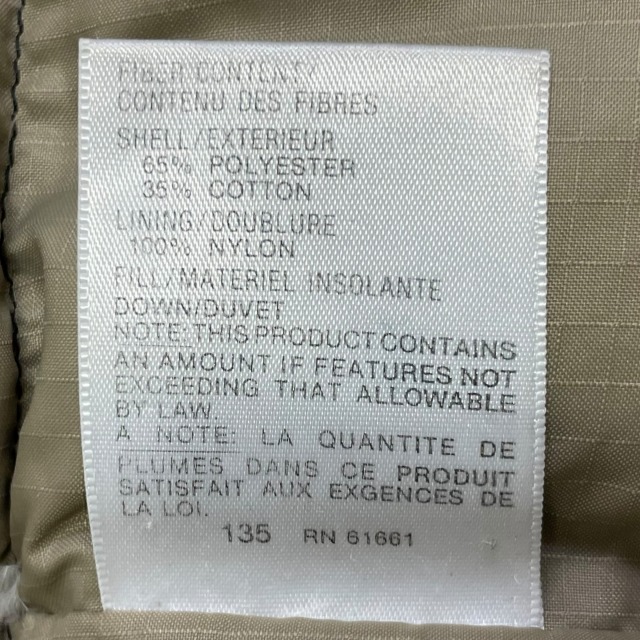 FIBER CONTENT/
CONTENU DES FIBRES
SHELL/EXTERIEUR
65% POLYESTER
35% COTTON
LINING/DOUBLURE
100% NYLON
FILL/MATERIEL INSOLANTE
DOWN/DUVET
NOTE: THIS PRODUCT CONTAINS
AN AMOUNT IF FEATURES NOT
EXCEEDING THAT ALLOWABLE
BY LAW.
A NOTE: LA QUANTITE DE
PLUMES DANS CE PRODUIT
SATISFAIT AUX EXGENCES DE
LA LOI.
135 RN 61661